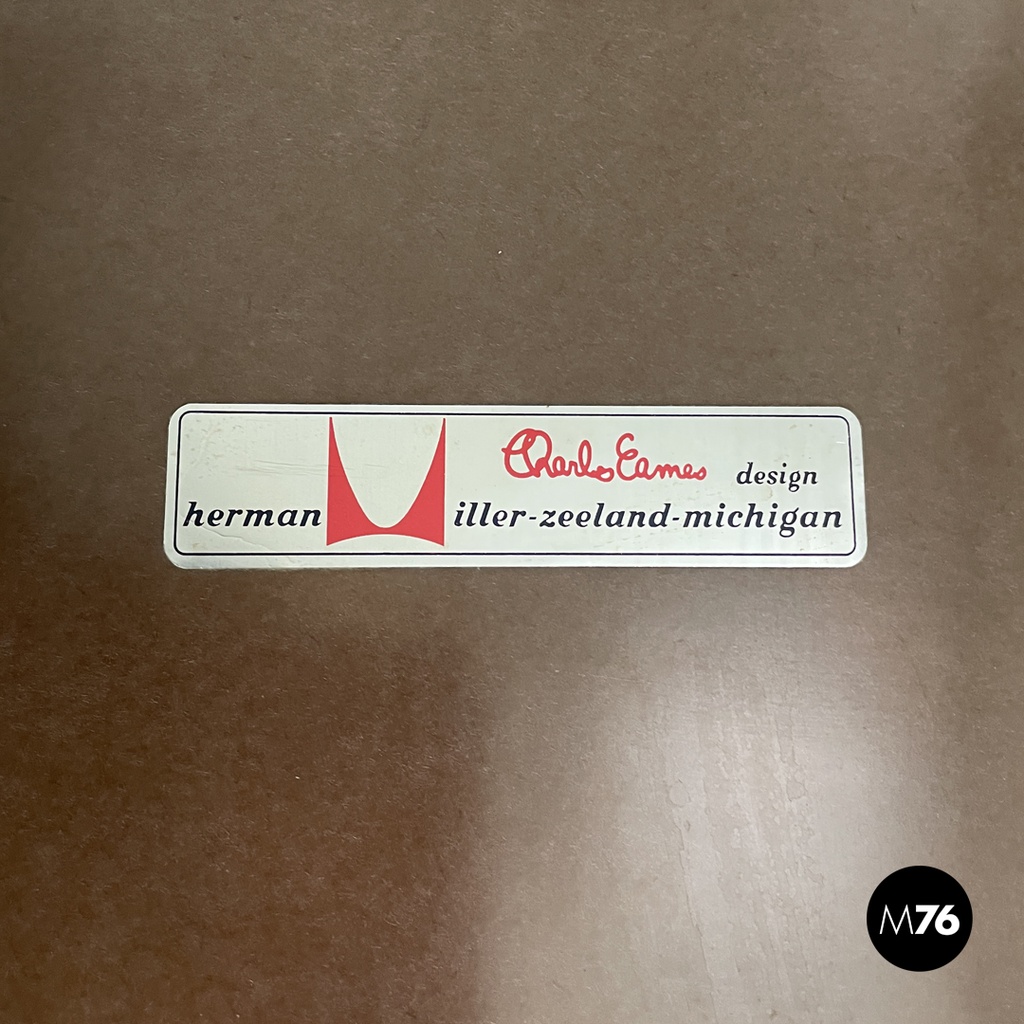 Charles Eames design
herman M iller-zeeland-michigan
M76